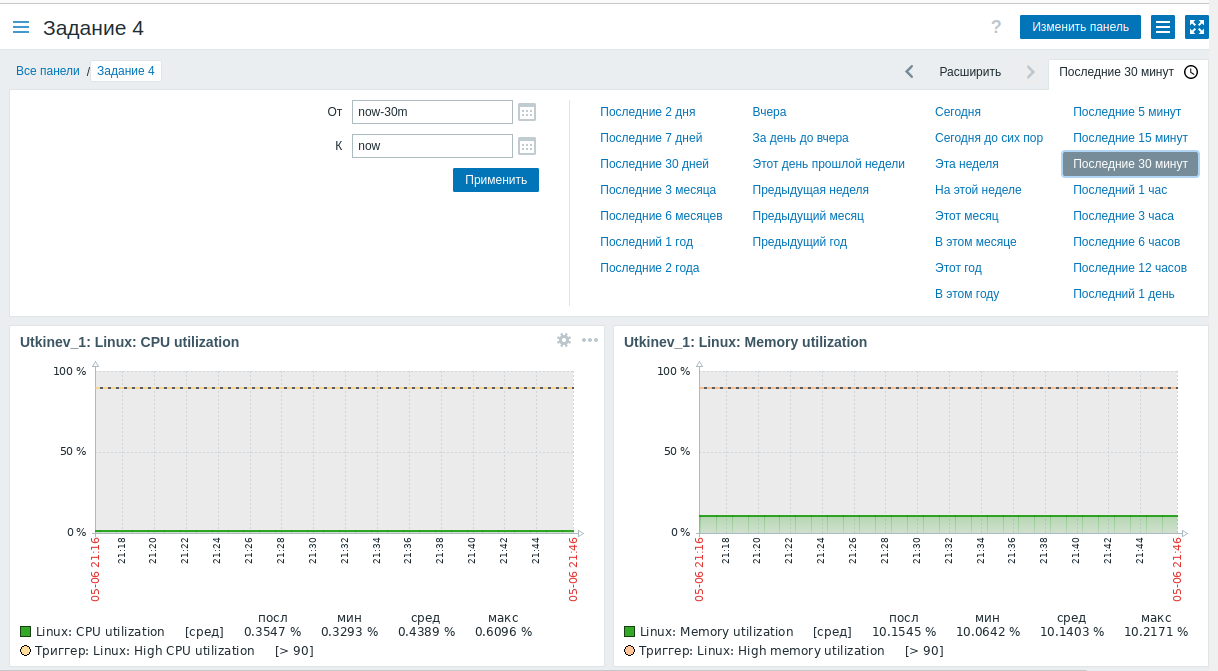 Задание 4
? Изменить панель
Все панели / Задание 4
Расширить
Последние 30 минут
От now-30m
К now
Применить
Последние 2 дня Вчера Сегодня Последние 5 минут
Последние 7 дней За день до вчера Сегодня до сих пор Последние 15 минут
Последние 30 дней Этот день прошлой недели Эта неделя Последние 30 минут
Последние 3 месяца Предыдущая неделя На этой неделе Последний 1 час
Последние 6 месяцев Предыдущий месяц Этот месяц Последние 3 часа
Последний 1 год Предыдущий год В этом месяце Последние 6 часов
Последние 2 года Этот год Последние 12 часов
В этом году Последний 1 день
Utkinev_1: Linux: CPU utilization
100 %
50 %
0 %
05-06 21:16 21:18 21:20 21:22 21:24 21:26 21:28 21:30 21:32 21:34 21:36 21:38 21:40 21:42 21:44 05-06 21:46
посл мин сред макс
Linux: CPU utilization [сред] 0.3547 % 0.3293 % 0.4389 % 0.6096 %
Триггер: Linux: High CPU utilization [> 90]
Utkinev_1: Linux: Memory utilization
100 %
50 %
0 %
05-06 21:16 21:18 21:20 21:22 21:24 21:26 21:28 21:30 21:32 21:34 21:36 21:38 21:40 21:42 21:44 05-06 21:46
посл мин сред макс
Linux: Memory utilization [сред] 10.1545 % 10.0642 % 10.1403 % 10.2171 %
Триггер: Linux: High memory utilization [> 90]